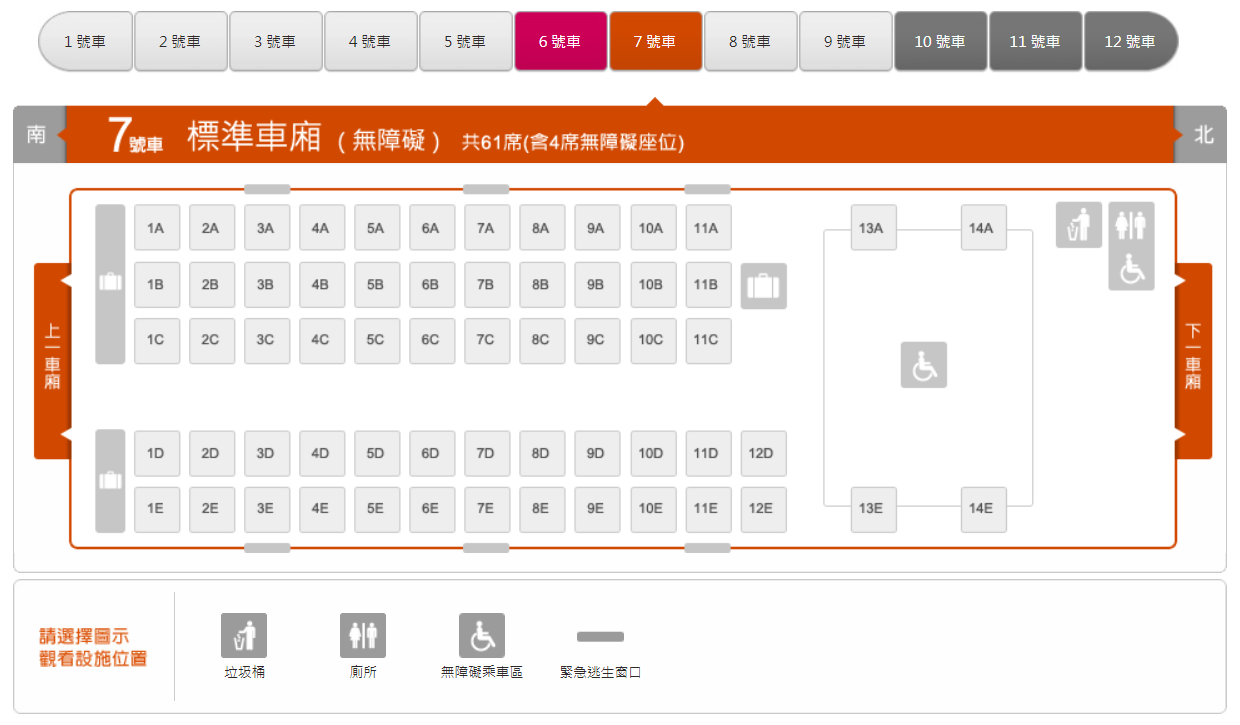 1 號車 2 號車 3 號車 4 號車 5 號車 6 號車 7 號車 8 號車 9 號車 10 號車 11 號車 12 號車
南 7號車 標準車廂 （無障礙） 共61席(含4席無障礙座位) 北
1A 2A 3A 4A 5A 6A 7A 8A 9A 10A 11A 13A 14A
1B 2B 3B 4B 5B 6B 7B 8B 9B 10B 11B
1C 2C 3C 4C 5C 6C 7C 8C 9C 10C 11C
上一車廂
下一車廂
1D 2D 3D 4D 5D 6D 7D 8D 9D 10D 11D 12D
1E 2E 3E 4E 5E 6E 7E 8E 9E 10E 11E 12E 13E 14E
請選擇圖示
觀看設施位置
垃圾桶 廁所 無障礙乘車區 緊急逃生窗口